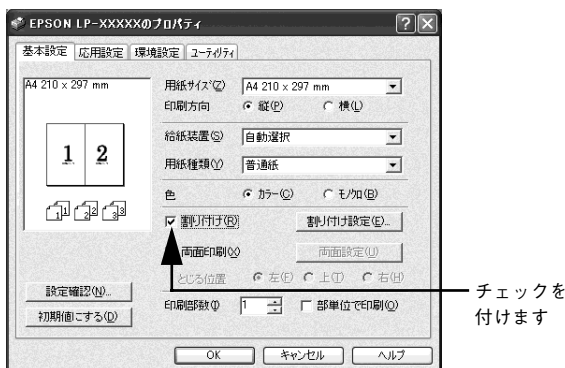 EPSON LP-XXXXXのプロパティ
基本設定 応用設定 環境設定 ユーティリティ
A4 210 x 297 mm
1 2
1 1 2 2 3 3
設定確認(N)...
初期値にする(D)
用紙サイズ(Z) A4 210 x 297 mm
印刷方向 縦(P) 横(L)
給紙装置(S) 自動選択
用紙種類(Y) 普通紙
色 カラー(C) モノクロ(B)
割り付け(R) 割り付け設定(E)...
両面印刷(X) 両面設定(U)
とじる位置 左(F) 上(T) 右(H)
印刷部数(I) 1 部単位で印刷(O)
OK キャンセル ヘルプ
チェックを
付けます